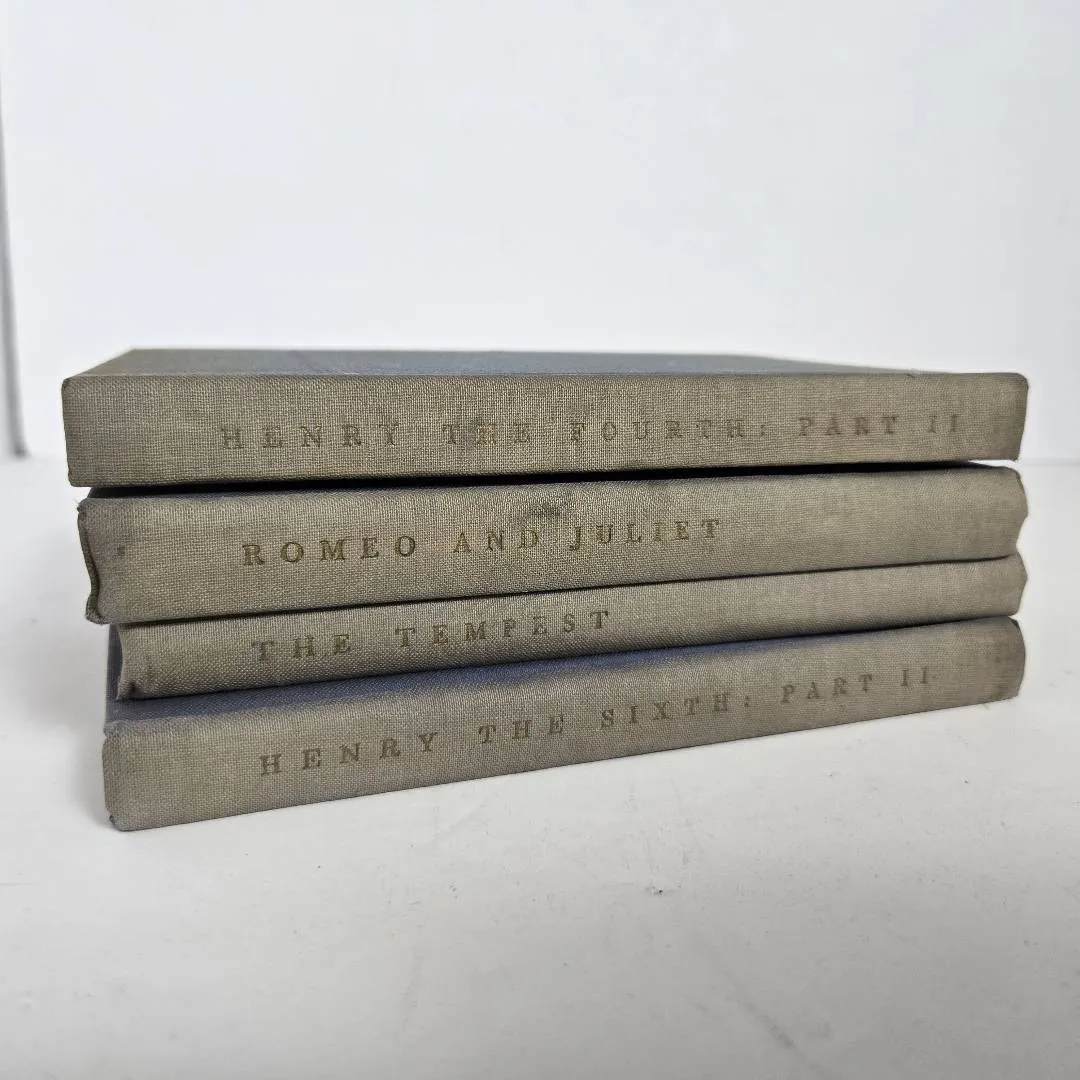 HENRY THE FOURTH: PART II
ROMEO AND JULIET
THE TEMPEST
HENRY THE SIXTH: PART II